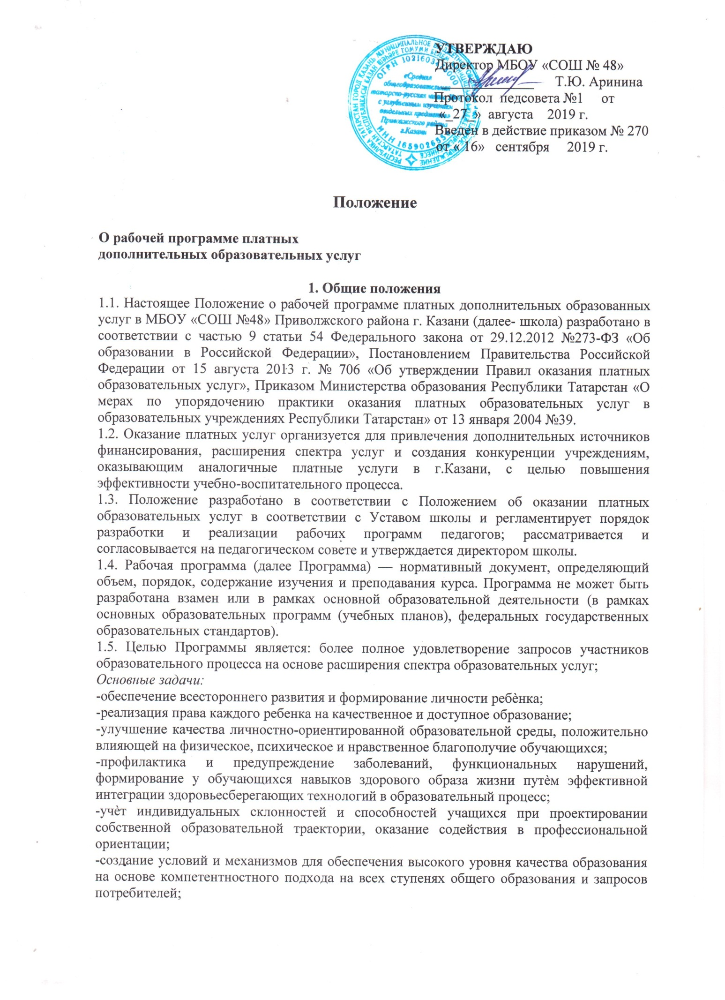 УТВЕРЖДАЮ
Директор МБОУ «СОШ № 48»
Т.Ю. Аринина
Протокол педсовета №1 от
«_27_» августа 2019 г.
Введен в действие приказом № 270
от « 16» сентября 2019 г.
«Средняя
общеобразовательная
татарско-русская
с углубленным изучением
отдельных предметов»
Приволжского района
г.Казани
Положение
О рабочей программе платных
дополнительных образовательных услуг
1. Общие положения
1.1. Настоящее Положение о рабочей программе платных дополнительных образованных
услуг в МБОУ «СОШ №48» Приволжского района г. Казани (далее- школа) разработано в
соответствии с частью 9 статьи 54 Федерального закона от 29.12.2012 №273-ФЗ «Об
образовании в Российской Федерации», Постановлением Правительства Российской
Федерации от 15 августа 2013 г. № 706 «Об утверждении Правил оказания платных
образовательных услуг», Приказом Министерства образования Республики Татарстан «О
мерах по упорядочению практики оказания платных образовательных услуг в
образовательных учреждениях Республики Татарстан» от 13 января 2004 №39.
1.2. Оказание платных услуг организуется для привлечения дополнительных источников
финансирования, расширения спектра услуг и создания конкуренции учреждениям,
оказывающим аналогичные платные услуги в г.Казани, с целью повышения
эффективности учебно-воспитательного процесса.
1.3. Положение разработано в соответствии с Положением об оказании платных
образовательных услуг в соответствии с Уставом школы и регламентирует порядок
разработки и реализации рабочих программ педагогов; рассматривается и
согласовывается на педагогическом совете и утверждается директором школы.
1.4. Рабочая программа (далее Программа) — нормативный документ, определяющий
объем, порядок, содержание изучения и преподавания курса. Программа не может быть
разработана взамен или в рамках основной образовательной деятельности (в рамках
основных образовательных программ (учебных планов), федеральных государственных
образовательных стандартов).
1.5. Целью Программы является: более полное удовлетворение запросов участников
образовательного процесса на основе расширения спектра образовательных услуг;
Основные задачи:
-обеспечение всестороннего развития и формирование личности ребѐнка;
-реализация права каждого ребенка на качественное и доступное образование;
-улучшение качества личностно-ориентированной образовательной среды, положительно
влияющей на физическое, психическое и нравственное благополучие обучающихся;
-профилактика и предупреждение заболеваний, функциональных нарушений,
формирование у обучающихся навыков здорового образа жизни путѐм эффективной
интеграции здоровьесберегающих технологий в образовательный процесс;
-учѐт индивидуальных склонностей и способностей учащихся при проектировании
собственной образовательной траектории, оказание содействия в профессиональной
ориентации;
-создание условий и механизмов для обеспечения высокого уровня качества образования
на основе компетентностного подхода на всех ступенях общего образования и запросов
потребителей;